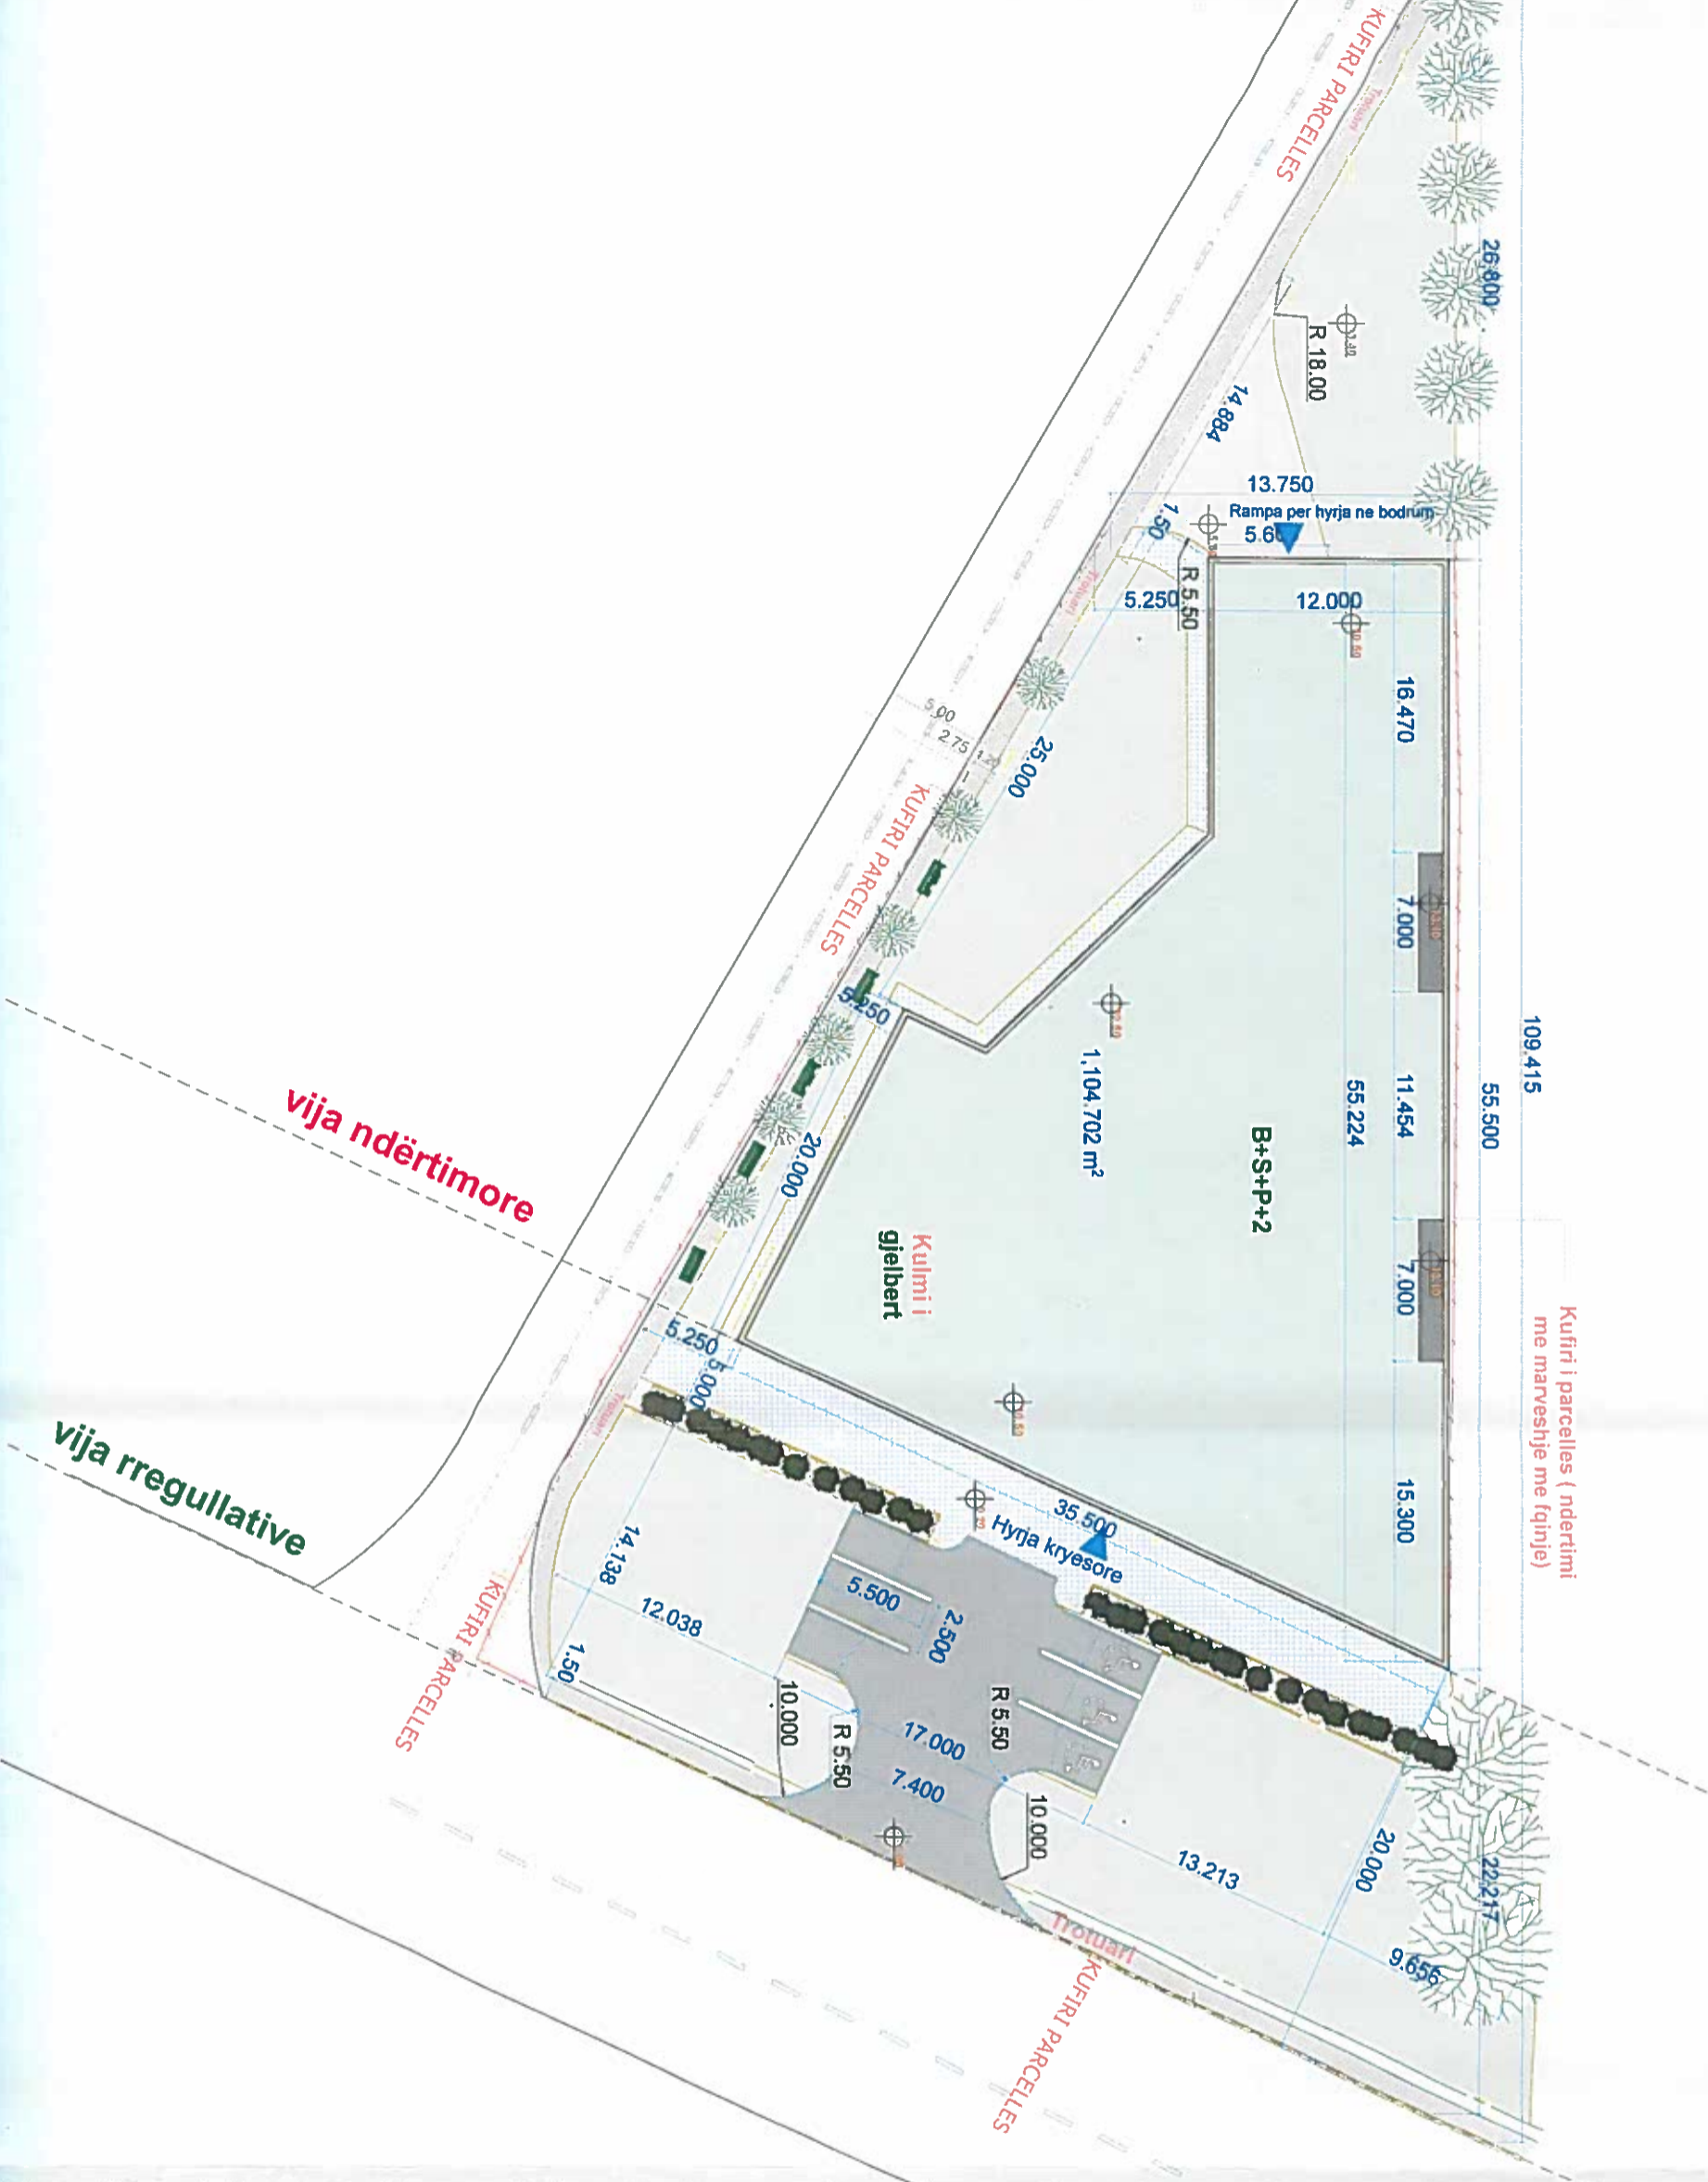 KUFIRI PARCELLES
Trotuari
26.800
R 18.00
14.884
13.750
Rampa per hyrja ne bodrum
1.50
R 5.50
5.250
12.000
Trotuari
16.470
5.00
2.75
1.20
25.000
KUFIRI PARCELLES
7.000
5.250
109.415
55.500
1,104.702 m²
55.224
11.454
B+S+P+2
20.000
vija ndërtimore
Kulmi i
gjelbert
7.000
Kufiri i parcelles ( ndertimi
me marveshje me fqinje)
5.250
5.000
Trotuari
vija rregullative
35.500
Hyrja kryesore
15.300
14.138
12.038
5.500
2.500
1.50
KUFIRI PARCELLES
10.000
R 5.50
R 5.50
17.000
7.400
10.000
13.213
20.000
22.217
9.656
Trotuari
KUFIRI PARCELLES